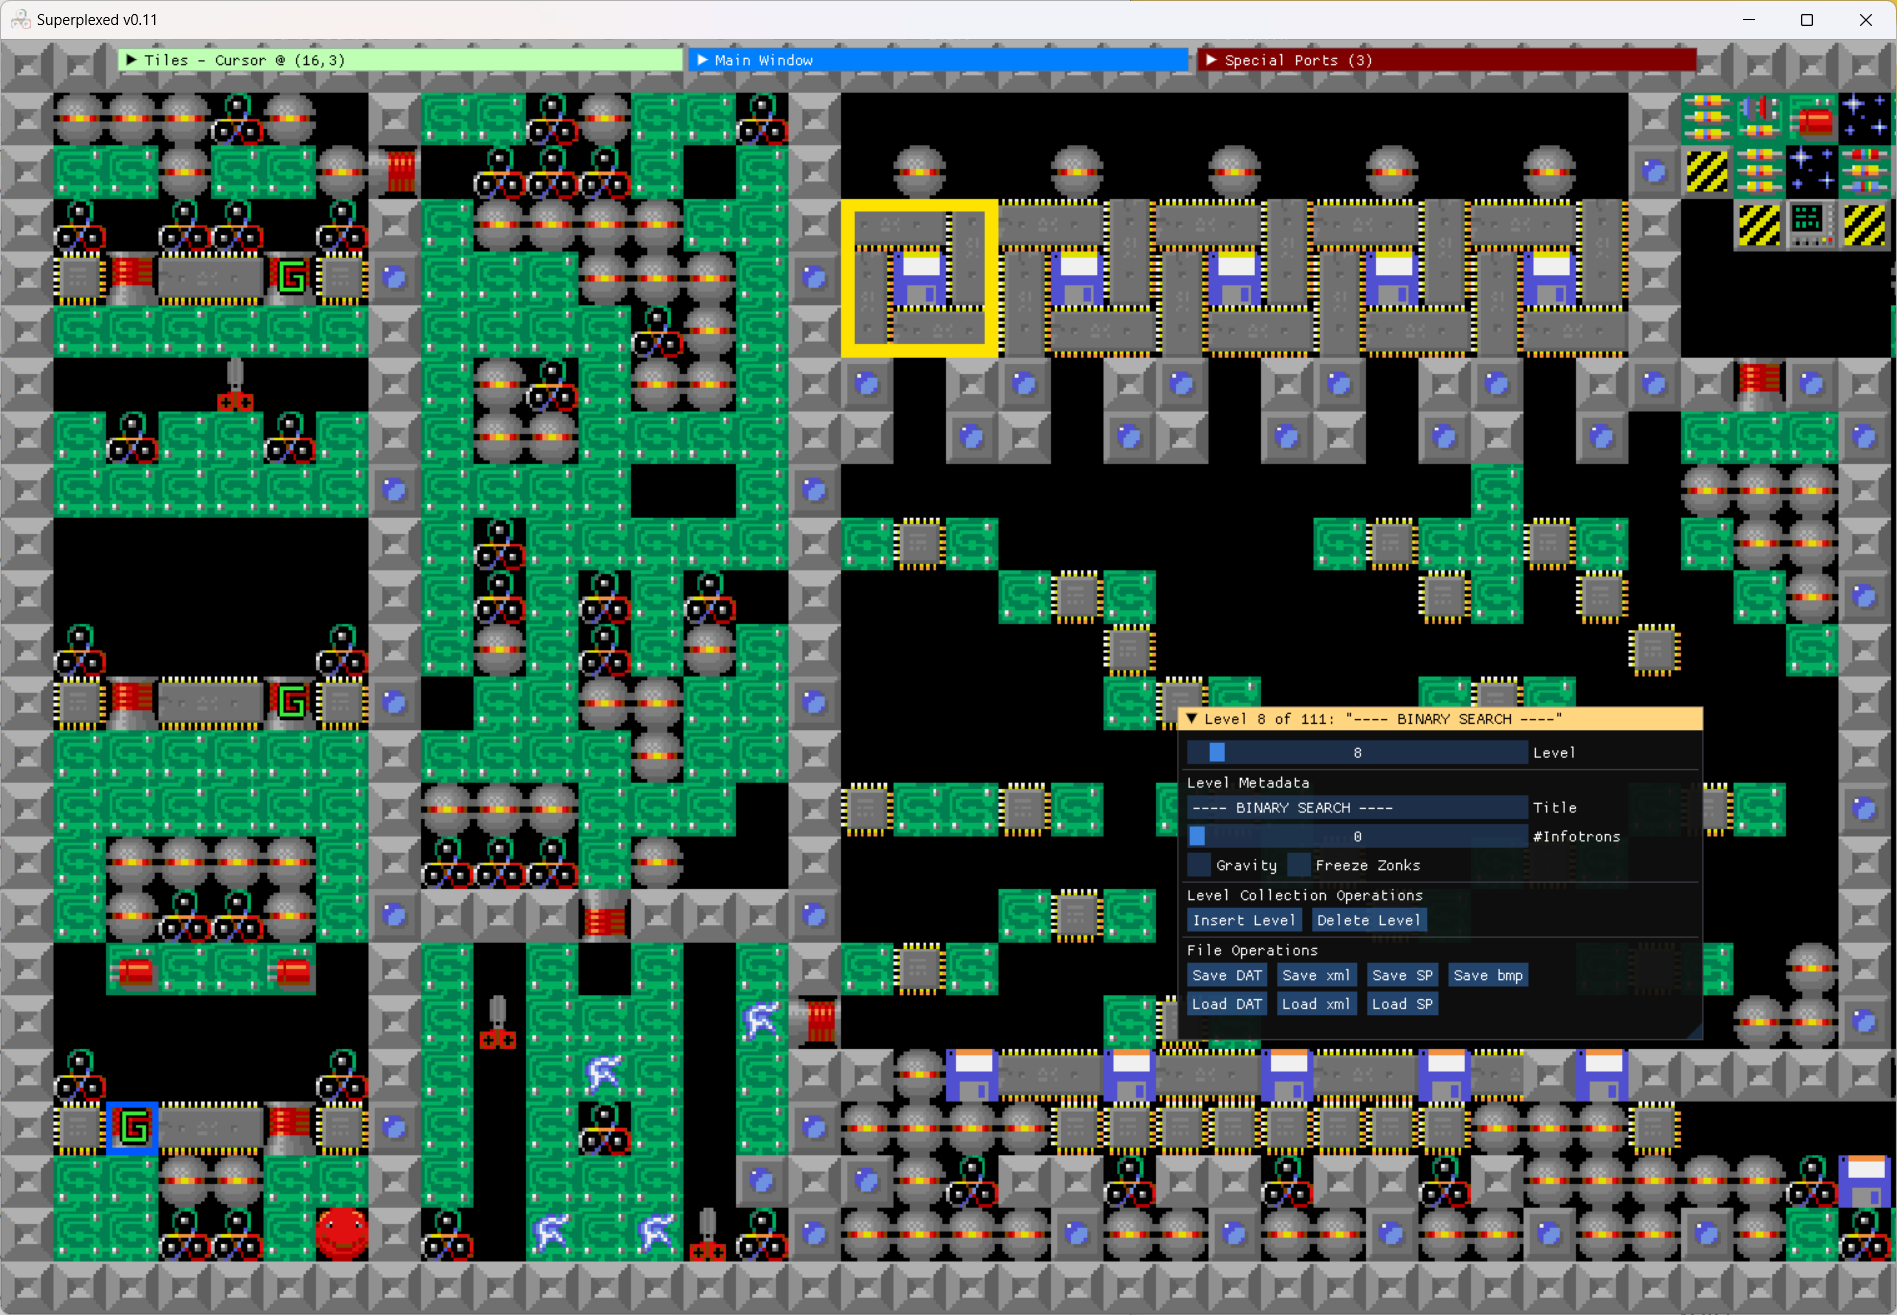 Superplexed v0.11
Tiles - Cursor @ (16,3)
Main Window
Special Ports (3)
G
G
Level 8 of 111: "---- BINARY SEARCH ----"
8 Level
Level Metadata
---- BINARY SEARCH ---- Title
0 #Infotrons
Gravity Freeze Zonks
Level Collection Operations
Insert Level Delete Level
File Operations
Save DAT Save xml Save SP Save bmp
Load DAT Load xml Load SP
G